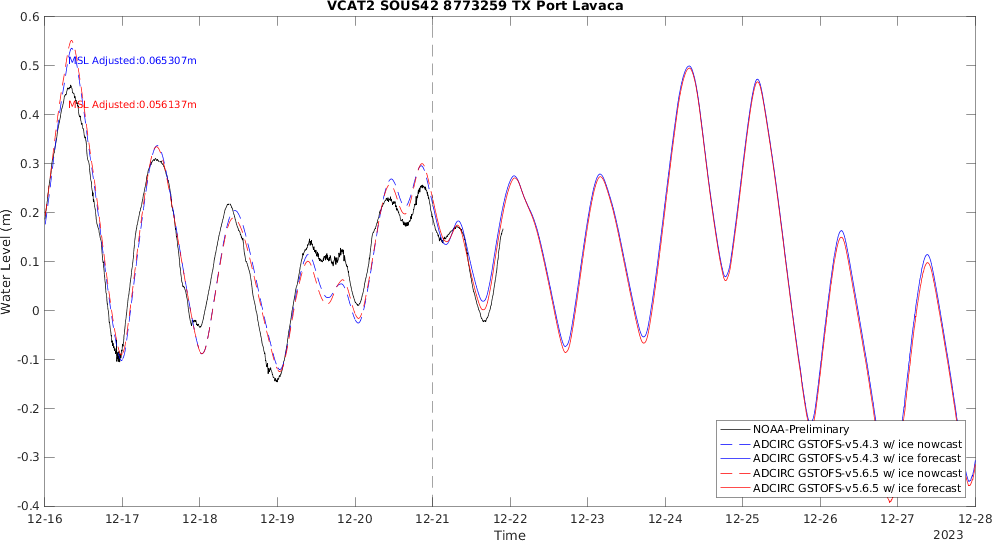 VCAT2 SOUS42 8773259 TX Port Lavaca
0.6
0.5
0.4
0.3
0.2
0.1
0
-0.1
-0.2
-0.3
-0.4
Water Level (m)
MSL Adjusted:0.065307m
MSL Adjusted:0.056137m
NOAA-Preliminary
ADCIRC GSTOFS-v5.4.3 w/ ice nowcast
ADCIRC GSTOFS-v5.4.3 w/ ice forecast
ADCIRC GSTOFS-v5.6.5 w/ ice nowcast
ADCIRC GSTOFS-v5.6.5 w/ ice forecast
12-16 12-17 12-18 12-19 12-20 12-21 12-22 12-23 12-24 12-25 12-26 12-27 12-28
Time
2023